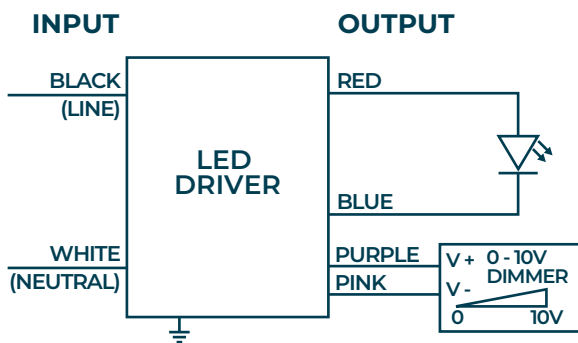 INPUT
OUTPUT
BLACK
(LINE)
RED
LED
DRIVER
BLUE
WHITE
(NEUTRAL)
PURPLE
PINK
V + 0 - 10V
DIMMER
V -
0 10V